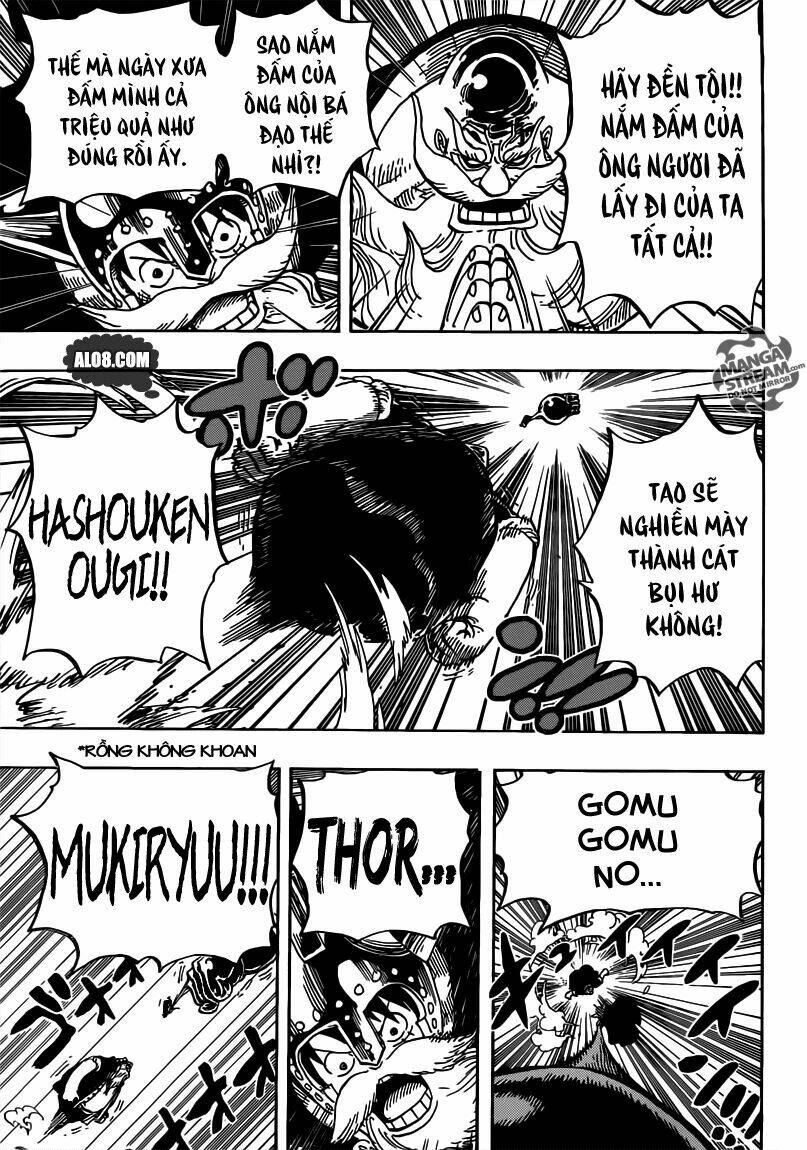 HÃY ĐỀN TỘI!!
NẮM ĐẤM CỦA
ÔNG NGƯƠI ĐÃ
LẤY ĐI CỦA TA
TẤT CẢ!!
SAO NẮM
ĐẤM CỦA
ÔNG NỘI BÁ
ĐẠO THẾ
NHỈ?!
THẾ MÀ NGÀY XƯA
ĐẤM MÌNH CẢ
TRIỆU QUẢ NHƯ
ĐÚNG RỒI ẤY.
MANGA
STREAM.COM
DO NOT MIRROR!
ALO8.COM
TAO SẼ
NGHIỀN MÀY
THÀNH CÁT
BỤI HƯ
KHÔNG!
HASHOUKEN
OUGI!!
*RỒNG KHÔNG KHOAN
GOMU
GOMU
NO...
THOR...
MUKIRYUU!!!!